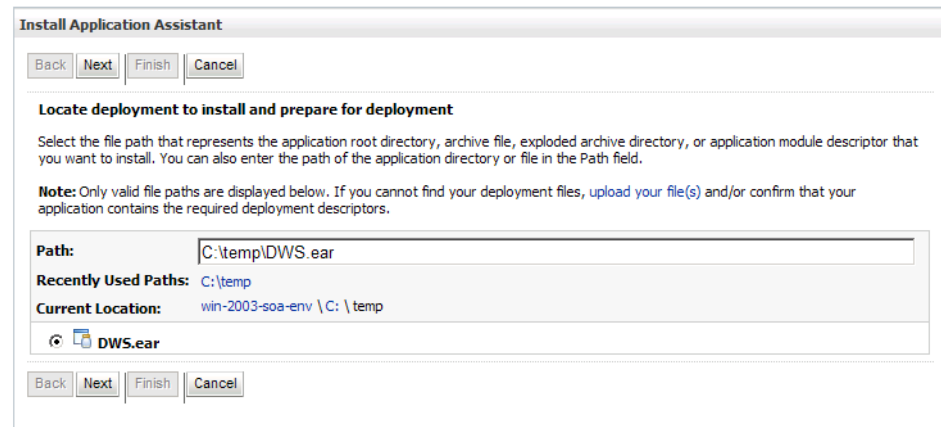 Install Application Assistant
Back Next Finish Cancel
Locate deployment to install and prepare for deployment
Select the file path that represents the application root directory, archive file, exploded archive directory, or application module descriptor that
you want to install. You can also enter the path of the application directory or file in the Path field.
Note: Only valid file paths are displayed below. If you cannot find your deployment files, upload your file(s) and/or confirm that your
application contains the required deployment descriptors.
Path: C:\temp\DWS.ear
Recently Used Paths: C:\temp
Current Location: win-2003-soa-env \ C: \ temp
DWS.ear
Back Next Finish Cancel